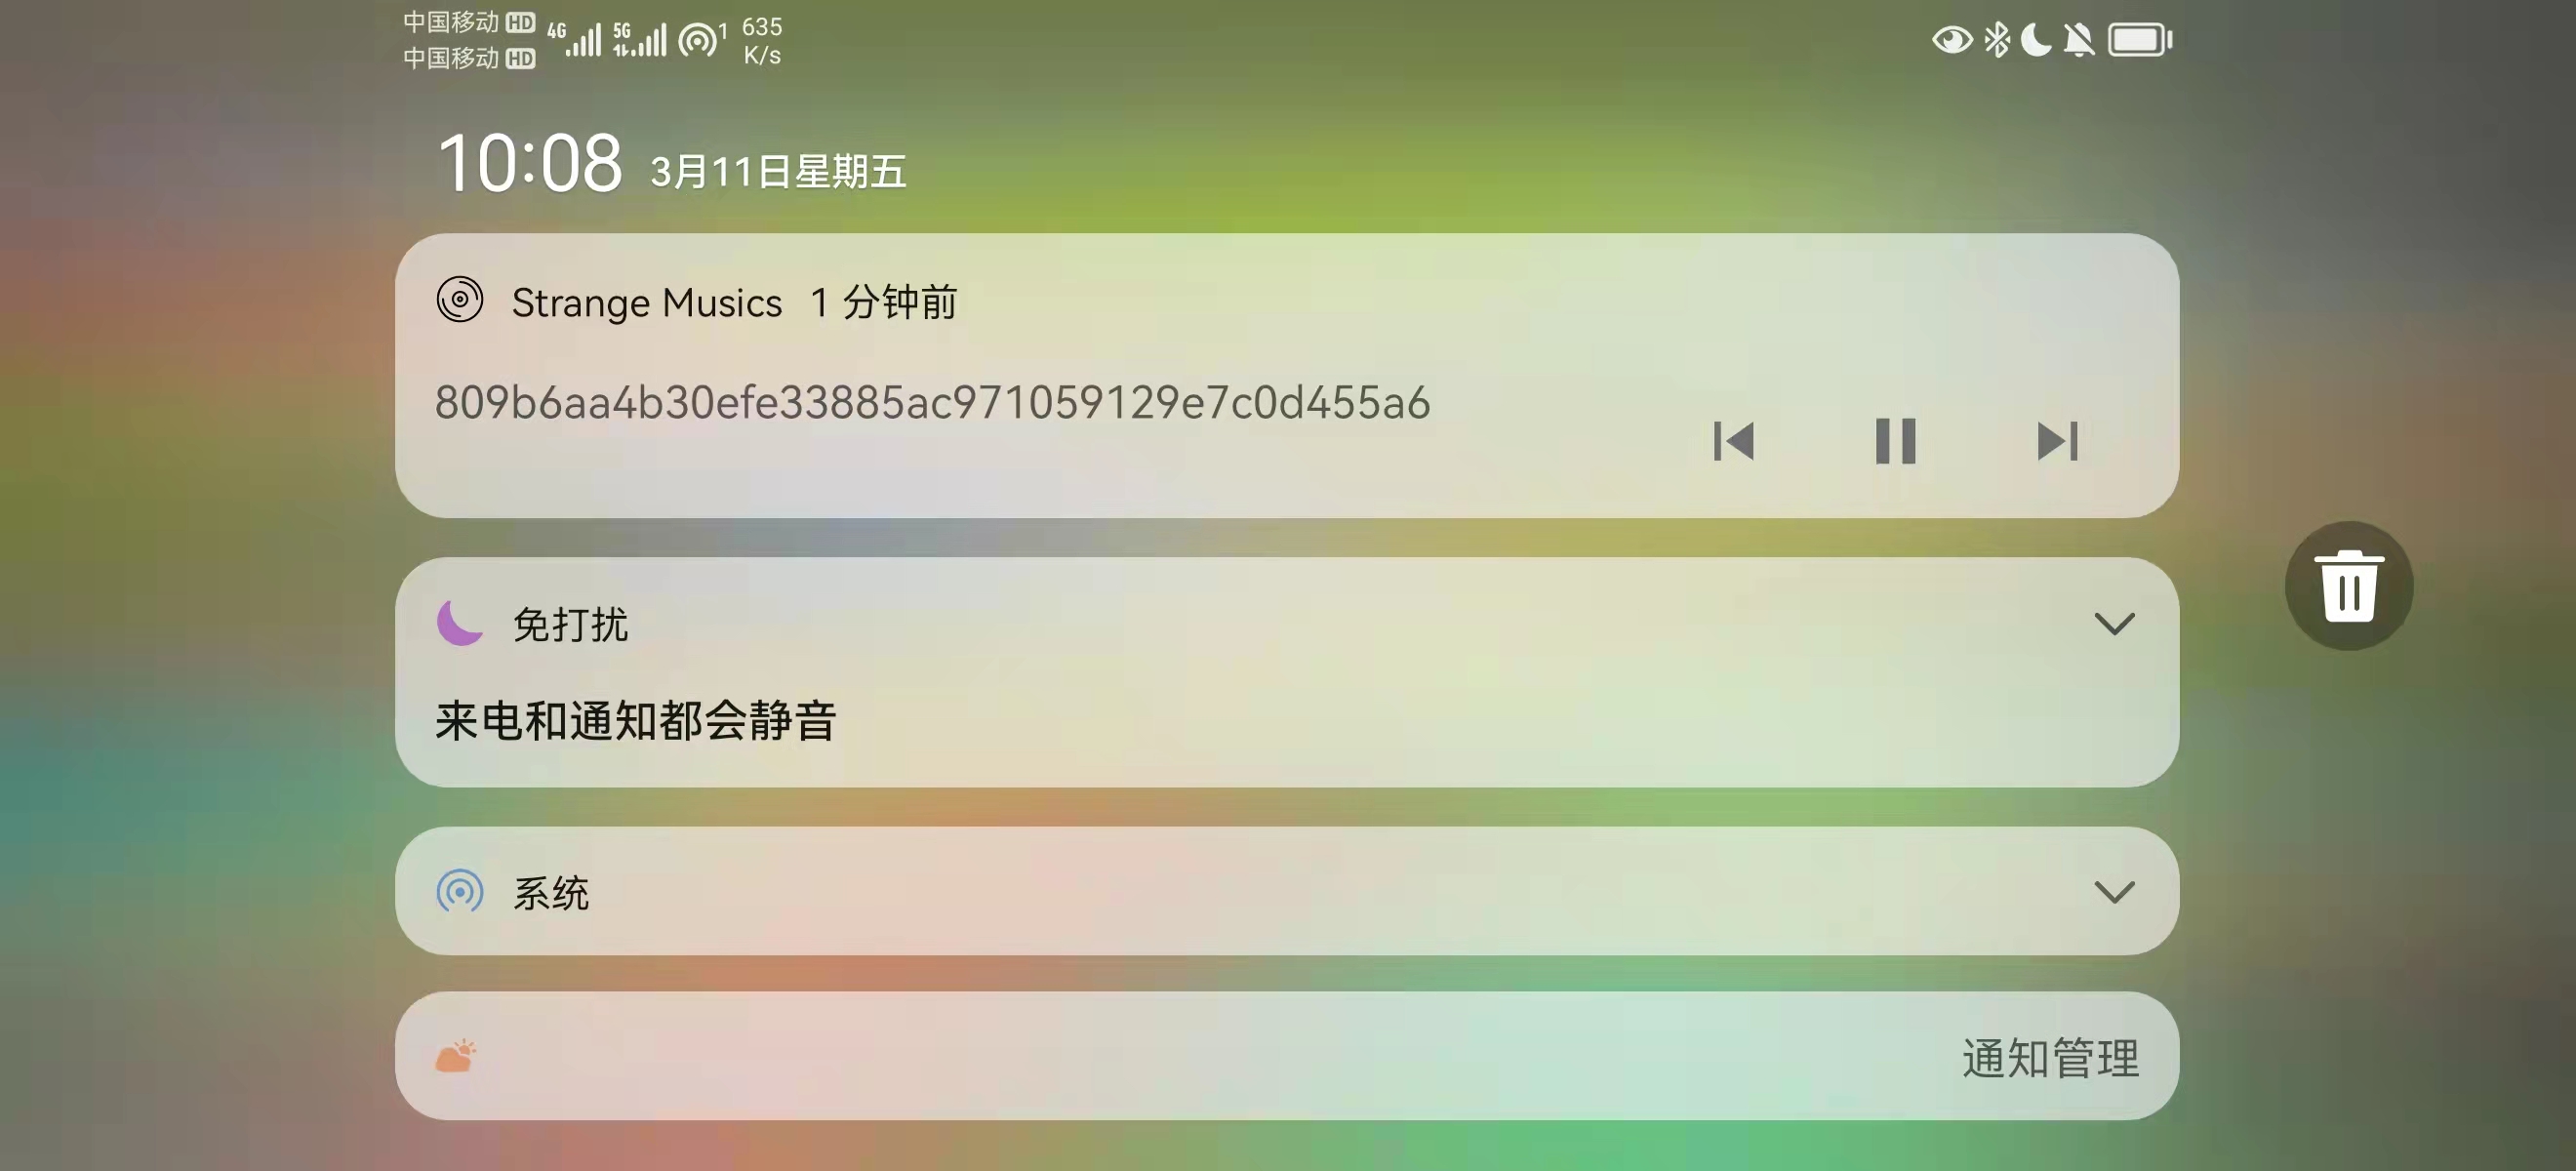 中国移动 HD 4G 5G 1 635
中国移动 HD K/s
10:08 3月11日星期五
Strange Musics 1 分钟前
809b6aa4b30efe33885ac971059129e7c0d455a6
免打扰
来电和通知都会静音
系统
通知管理